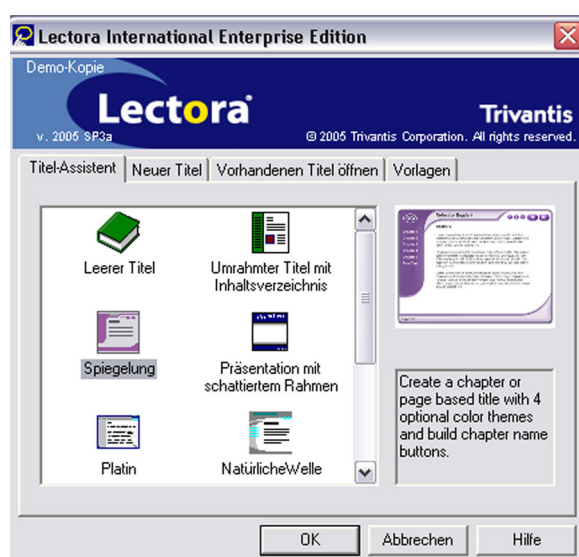 Lectora International Enterprise Edition
Demo-Kopie
Lectora
Trivantis
v. 2005 SP3a
© 2005 Trivantis Corporation. All rights reserved.
Titel-Assistent
Neuer Titel
Vorhandenen Titel öffnen
Vorlagen
Leerer Titel
Umrahmter Titel mit
Inhaltsverzeichnis
Spiegelung
Präsentation mit
schattiertem Rahmen
Platin
NatürlicheWelle
Create a chapter or
page based title with 4
optional color themes
and build chapter name
buttons.
OK
Abbrechen
Hilfe